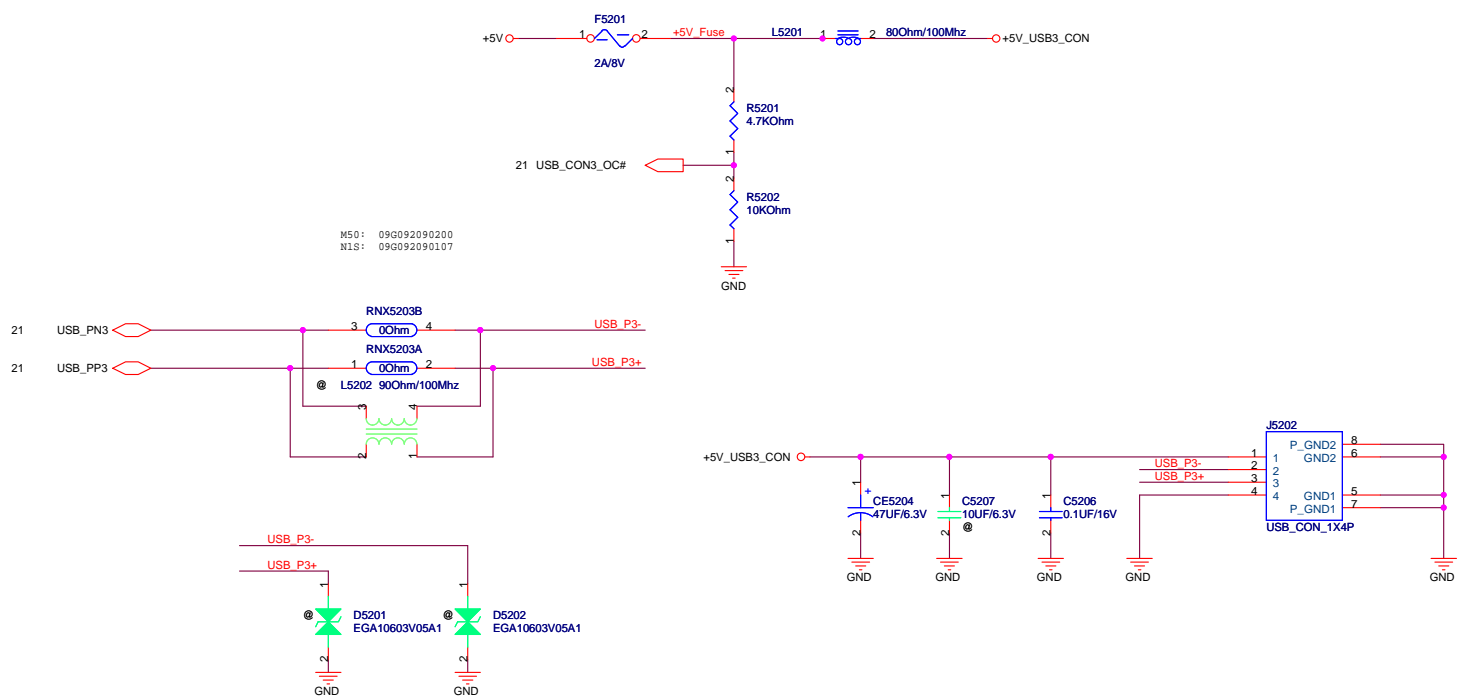 F5201
+5V 1 2 +5V_Fuse L5201 1 2 80Ohm/100Mhz +5V_USB3_CON
2A/8V
2
R5201
4.7KOhm
1
21 USB_CON3_OC#
2
R5202
10KOhm
1
GND
M50: 09G092090200
N1S: 09G092090107
RNX5203B
21 USB_PN3 3 0Ohm 4 USB_P3-
RNX5203A
21 USB_PP3 1 0Ohm 2 USB_P3+
@ L5202 90Ohm/100Mhz
3 4
2 1
J5202
+5V_USB3_CON
1 1 P_GND2 8
USB_P3- 2 2 GND2 6
USB_P3+ 3 3
4 4 GND1 5
P_GND1 7
USB_CON_1X4P
1 + CE5204
47UF/6.3V
2
GND
1 C5207
10UF/6.3V
2 @
GND
1 C5206
0.1UF/16V
2
GND
GND
GND
USB_P3-
USB_P3+
1 1
@ D5201
EGA10603V05A1
@ D5202
EGA10603V05A1
2 2
GND GND